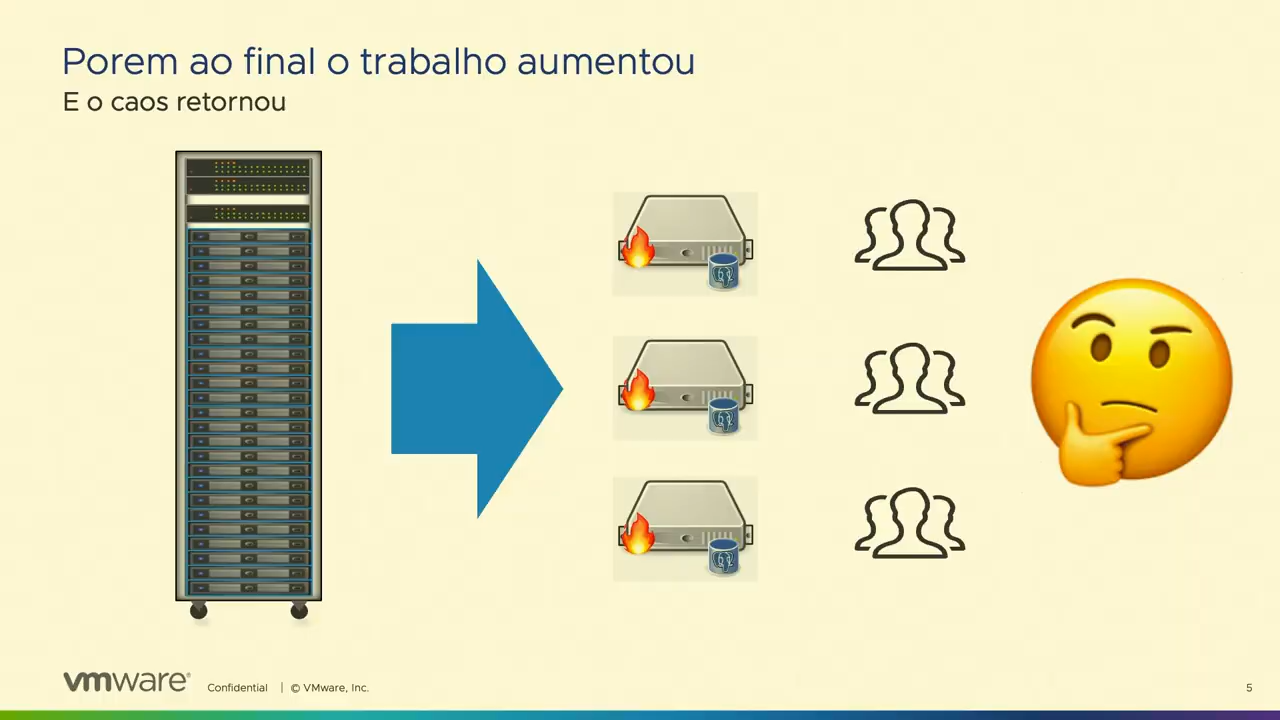 Porem ao final o trabalho aumentou
E o caos retornou
vmware®
Confidential | © VMware, Inc.
5